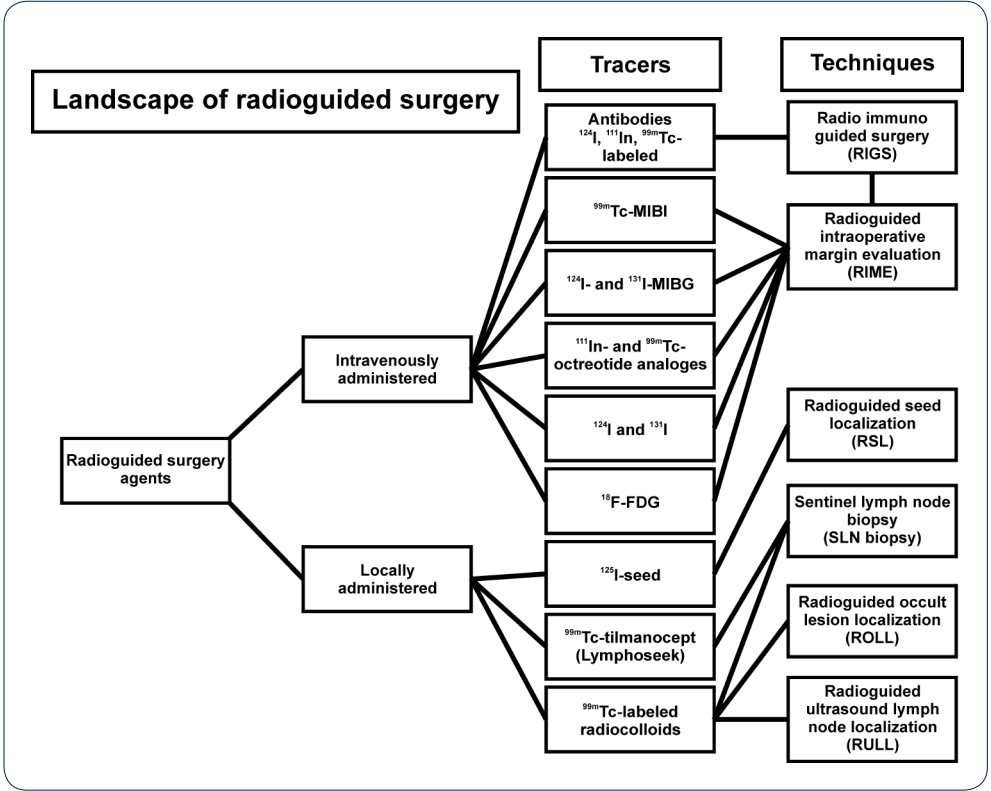 Landscape of radioguided surgery
Tracers
Techniques
Antibodies
¹²⁴I, ¹¹¹In, ⁹⁹ᵐTc-
labeled
Radio immuno
guided surgery
(RIGS)
⁹⁹ᵐTc-MIBI
Radioguided
intraoperative
margin evaluation
(RIME)
¹²⁴I- and ¹³¹I-MIBG
Intravenously
administered
¹¹¹In- and ⁹⁹ᵐTc-
octreotide analoges
¹²⁴I and ¹³¹I
Radioguided seed
localization
(RSL)
Radioguided surgery
agents
¹⁸F-FDG
Sentinel lymph node
biopsy
(SLN biopsy)
Locally
administered
¹²⁵I-seed
Radioguided occult
lesion localization
(ROLL)
⁹⁹ᵐTc-tilmanocept
(Lymphoseek)
⁹⁹ᵐTc-labeled
radiocolloids
Radioguided
ultrasound lymph
node localization
(RULL)